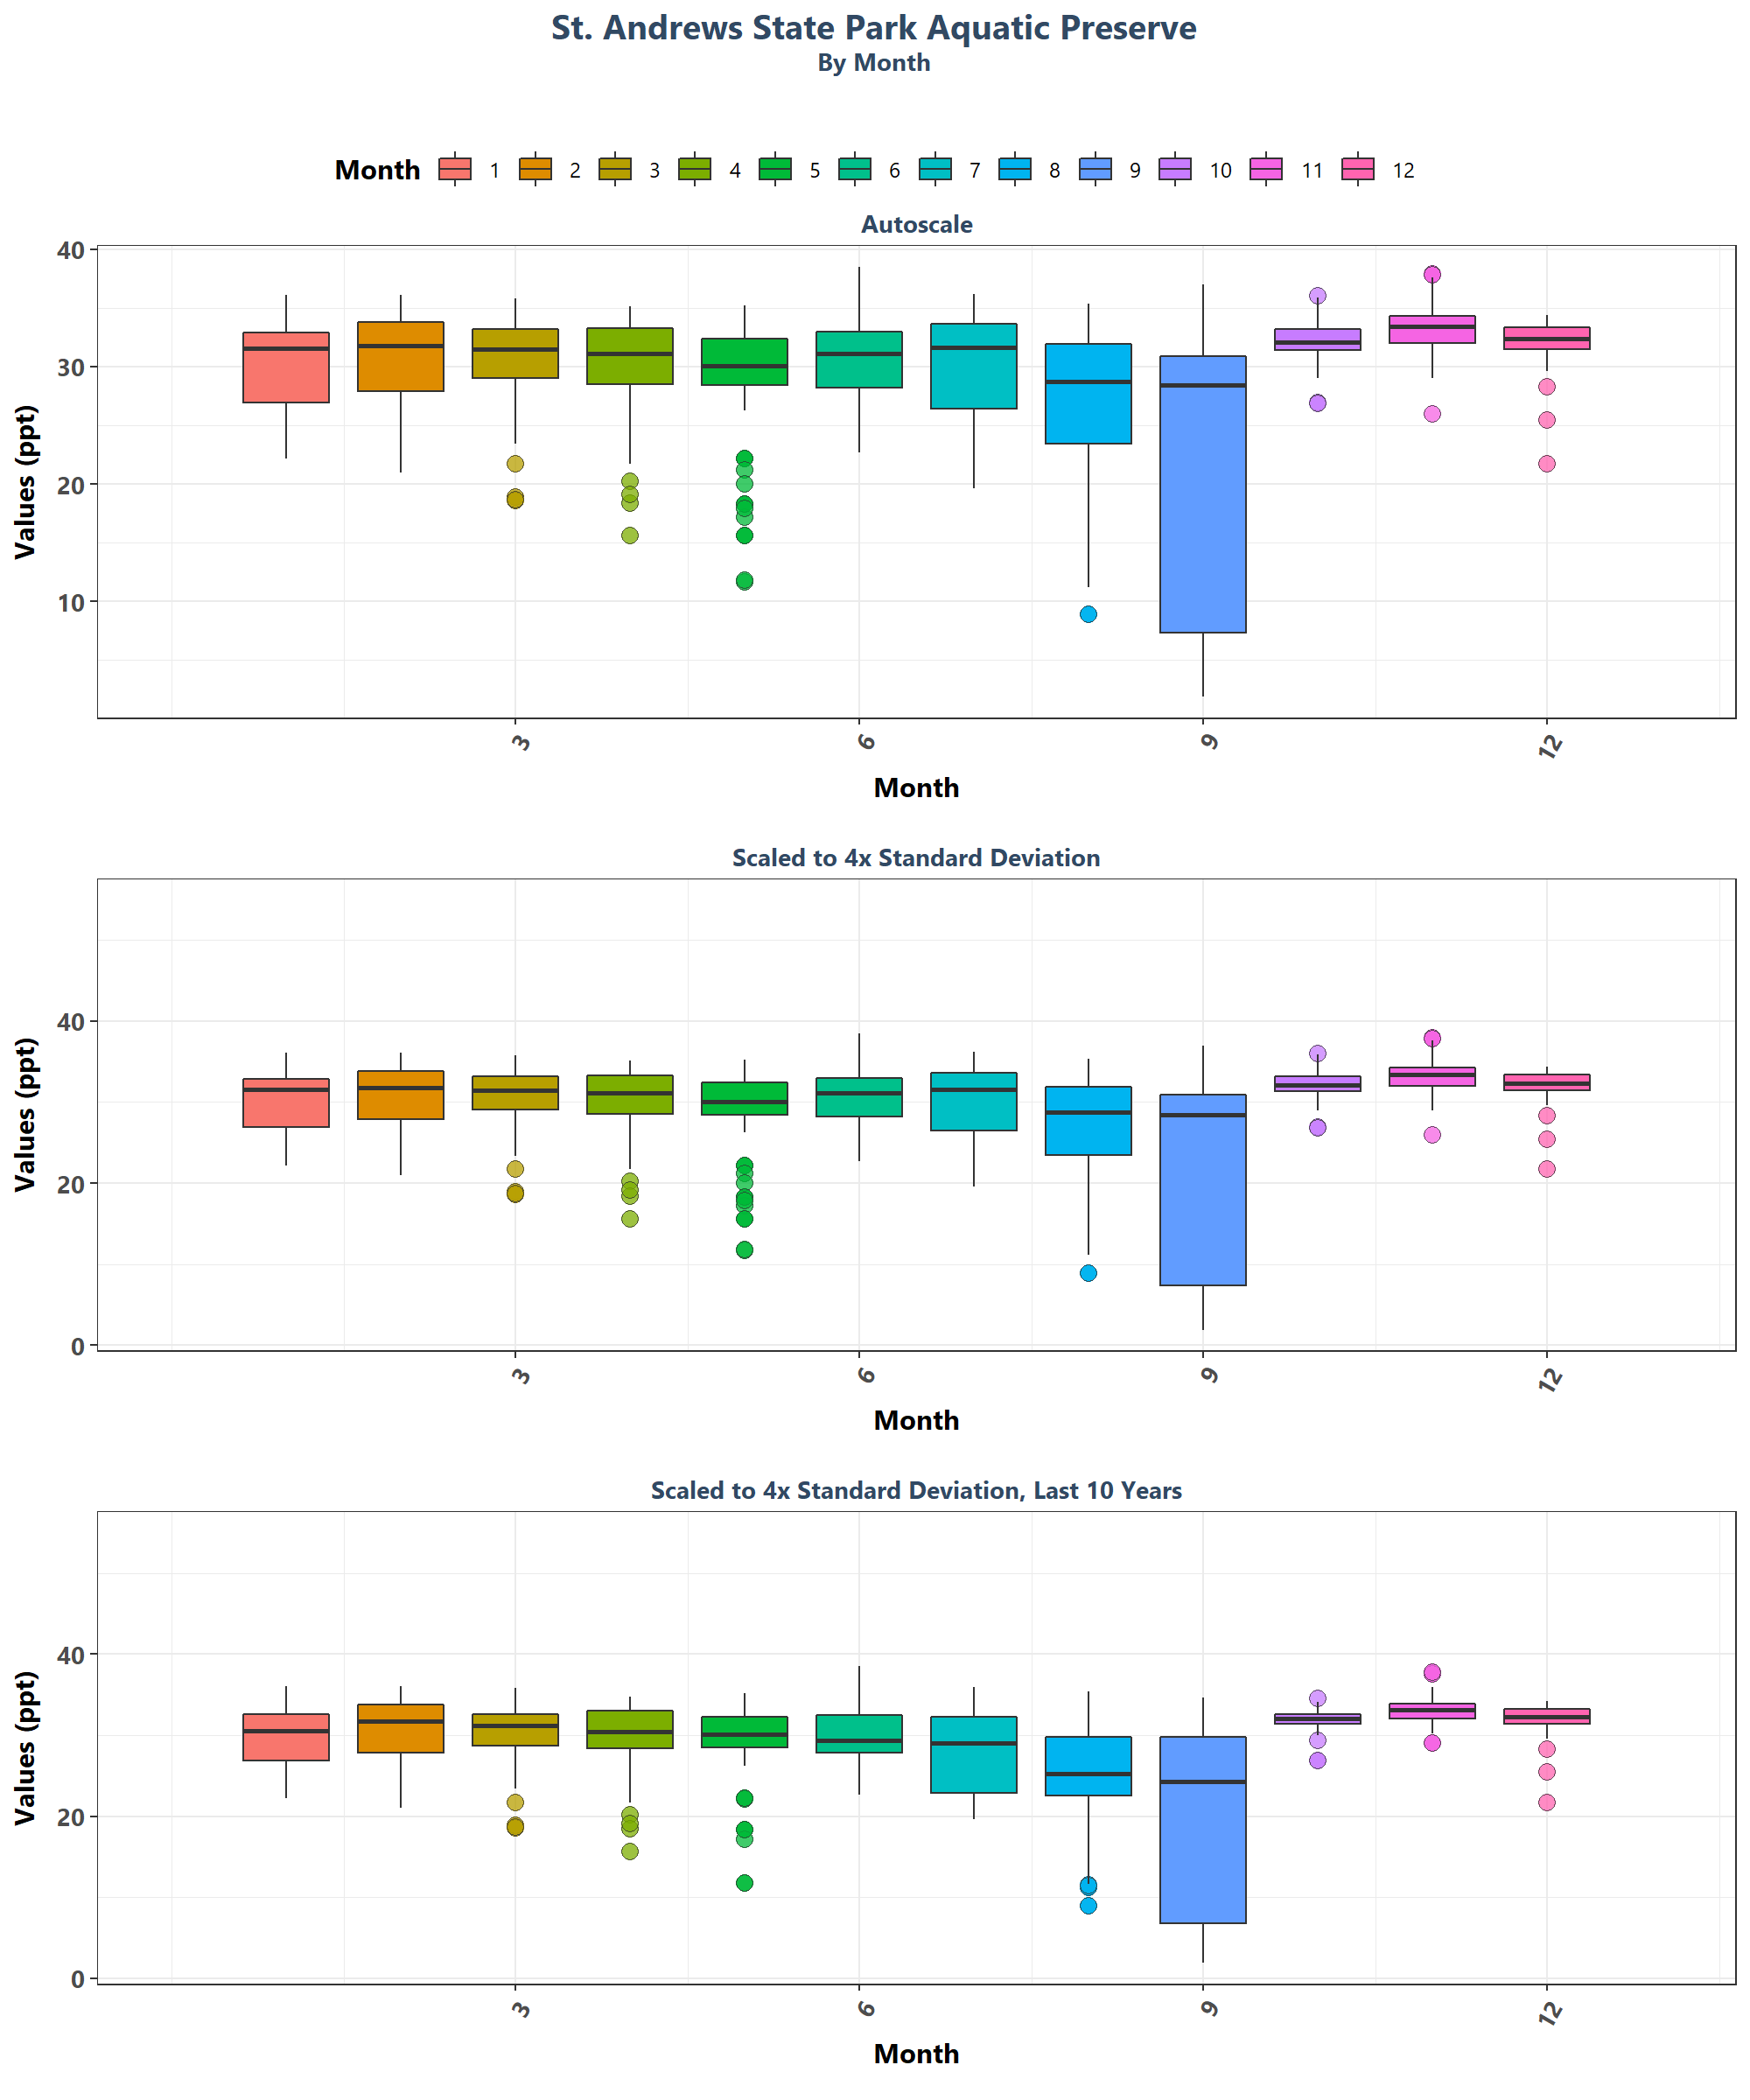 St. Andrews State Park Aquatic Preserve
By Month
Month 1 2 3 4 5 6 7 8 9 10 11 12
Autoscale
Values (ppt)
40
30
20
10
3 6 9 12
Month
Scaled to 4x Standard Deviation
Values (ppt)
40
20
0
3 6 9 12
Month
Scaled to 4x Standard Deviation, Last 10 Years
Values (ppt)
40
20
0
3 6 9 12
Month